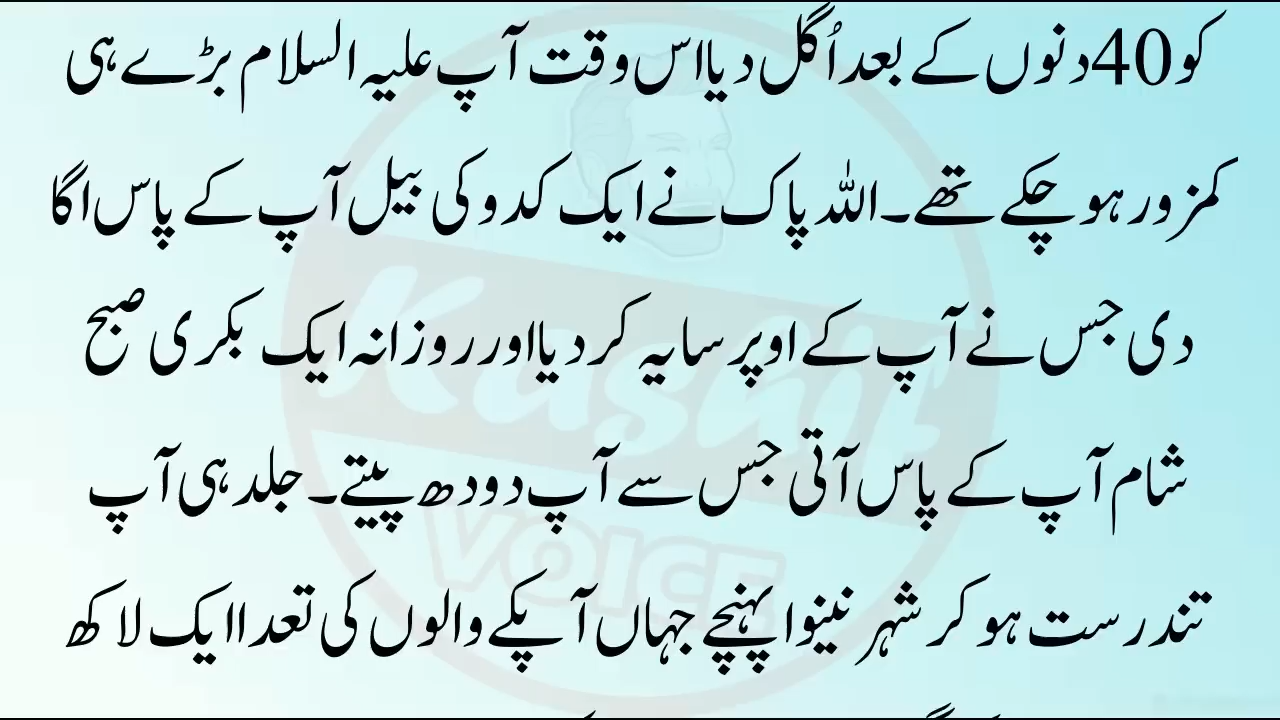 کو40دنوں کے بعد اُگل دیا اس وقت آپ علیہ السلام بڑے ہی
کمزور ہو چکے تھے۔ اللہ پاک نے ایک کدو کی بیل آپ کے پاس اگا
دی جس نے آپ کے اوپر سایہ کر دیا اور روزانہ ایک بکری صبح
شام آپ کے پاس آتی جس سے آپ دودھ پیتے۔ جلد ہی آپ
تندرست ہو کر شہر نینوا پہنچے جہاں آپکے والوں کی تعدا ایک لاکھ
Kashif
VOICE